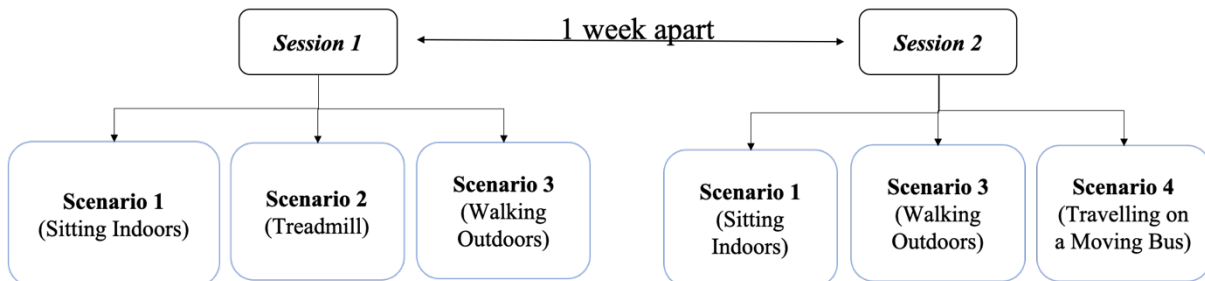 Session 1
1 week apart
Session 2
Scenario 1
(Sitting Indoors)
Scenario 2
(Treadmill)
Scenario 3
(Walking
Outdoors)
Scenario 1
(Sitting
Indoors)
Scenario 3
(Walking
Outdoors)
Scenario 4
(Travelling on
a Moving Bus)